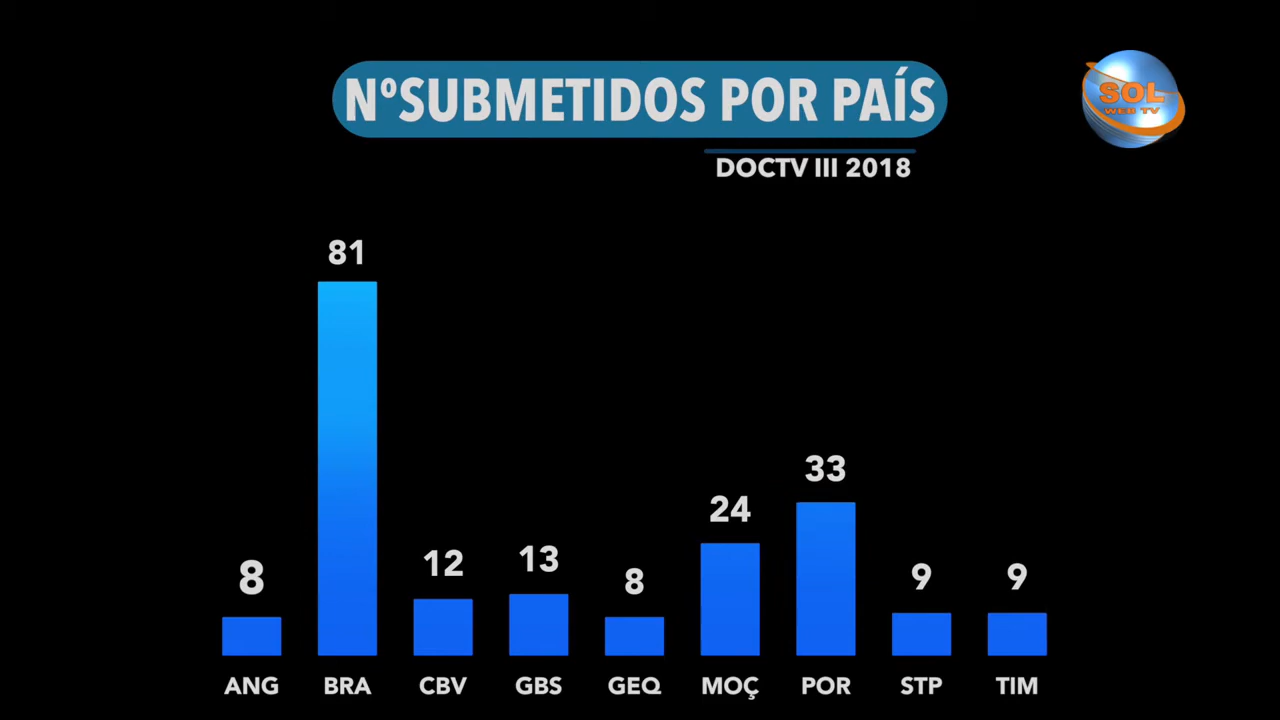 NºSUBMETIDOS POR PAÍS
SOL
WEB TV
DOCTV III 2018
81
33
24
13
12
9
9
8
8
ANG BRA CBV GBS GEQ MOÇ POR STP TIM